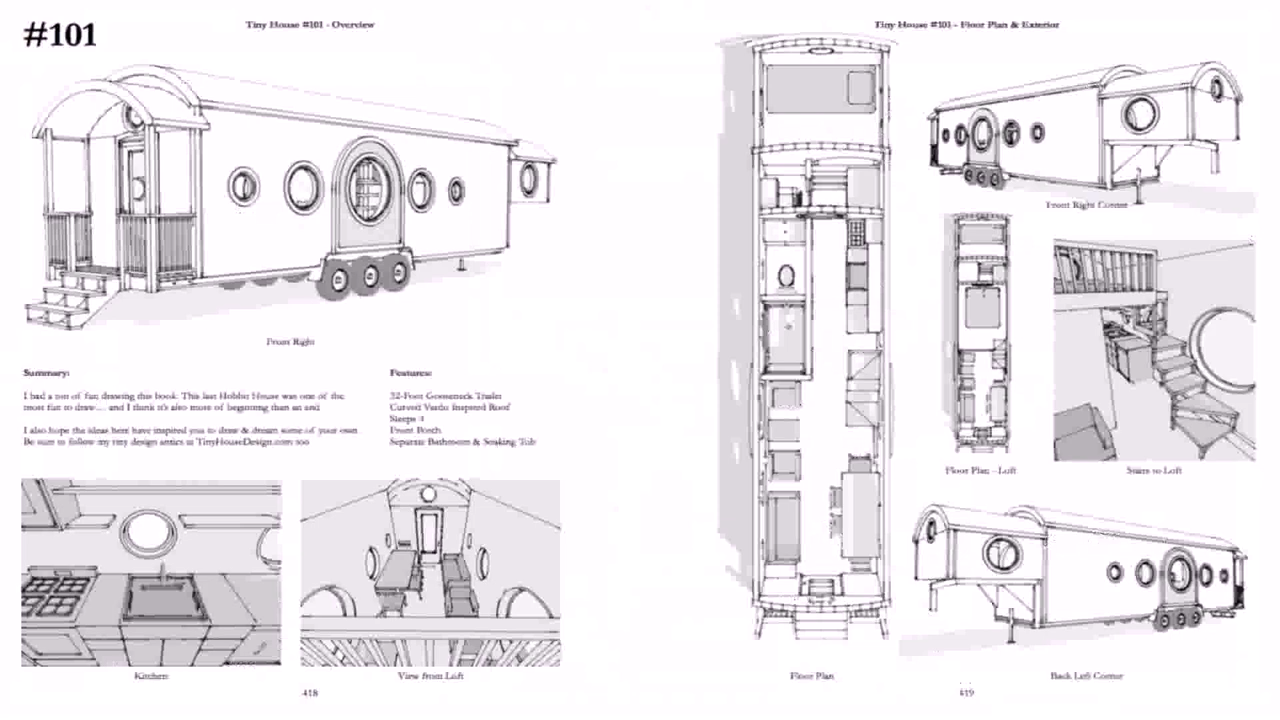 #101
Tiny House #101 - Overview
Front Right
Summary:
I had a ton of fun drawing this book. This last Hobbit House was one of the
most fun to draw… and I think it's also more of beginning than an end
I also hope the ideas here have inspired you to draw & dream some of your own
Be sure to follow my tiny design antics at TinyHouseDesign.com too
Features:
32-Foot Gooseneck Trailer
Curved Vardo Inspired Roof
Sleeps 4
Front Porch
Separate Bathroom & Soaking Tub
Kitchen
View from Loft
418
Tiny House #101 - Floor Plan & Exterior
Front Right Corner
Floor Plan - Loft
Stairs to Loft
Floor Plan
Back Left Corner
419